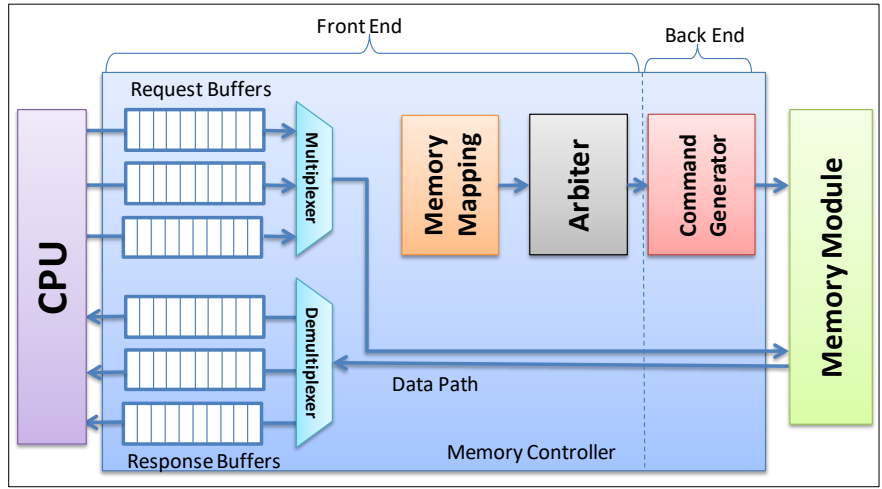 Front End
Back End
Request Buffers
CPU
Multiplexer
Memory
Mapping
Arbiter
Command
Generator
Memory Module
Demultiplexer
Data Path
Response Buffers
Memory Controller